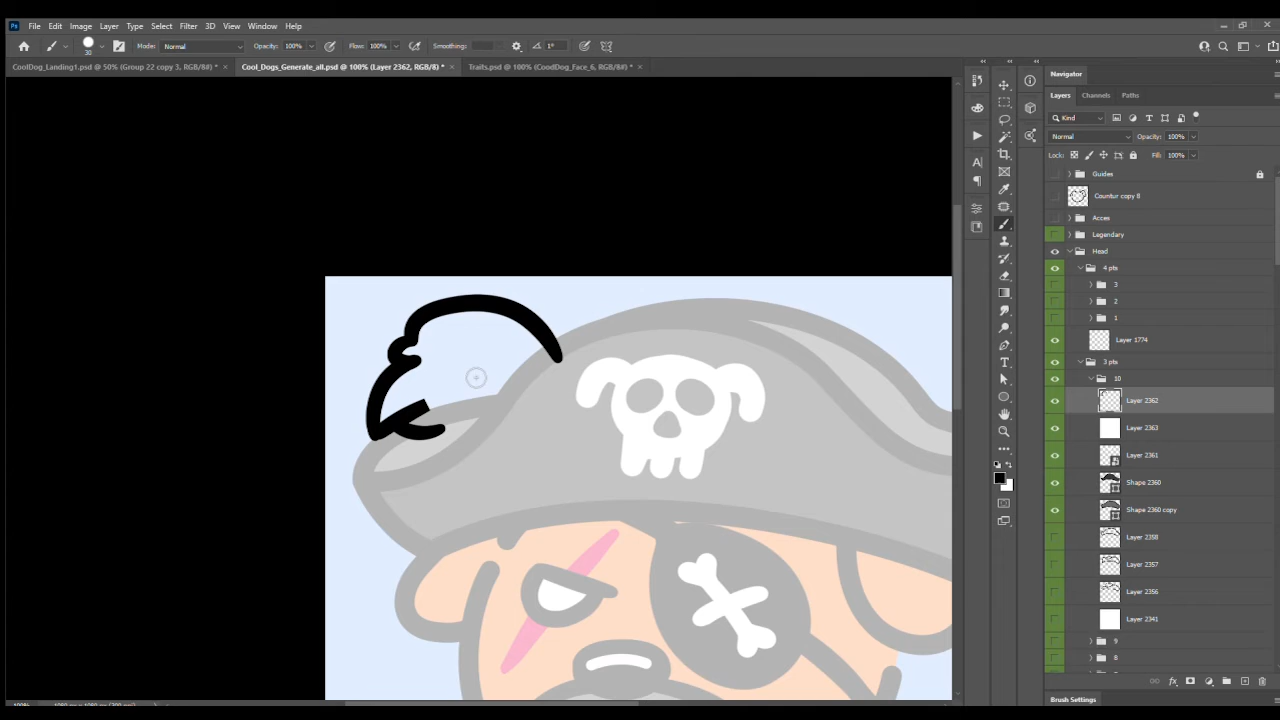 Ps File Edit Image Layer Type Select Filter 3D View Window Help
30 Mode: Normal Opacity: 100% Flow: 100% Smoothing: 1°
CoolDog_Landing1.psd @ 50% (Group 22 copy 3, RGB/8#) * × Cool_Dogs_Generate_all.psd @ 100% (Layer 2362, RGB/8) * × Traits.psd @ 100% (CoodDog_Face_6, RGB/8#) * ×
Navigator
Layers Channels Paths
Kind
Normal Opacity: 100%
Lock: Fill: 100%
Guides
Countur copy 8
Acces
Legendary
Head
4 pts
3
2
1
Layer 1774
3 pts
10
Layer 2362
Layer 2363
Layer 2361
Shape 2360
Shape 2360 copy
Layer 2358
Layer 2357
Layer 2356
Layer 2341
9
8
Brush Settings